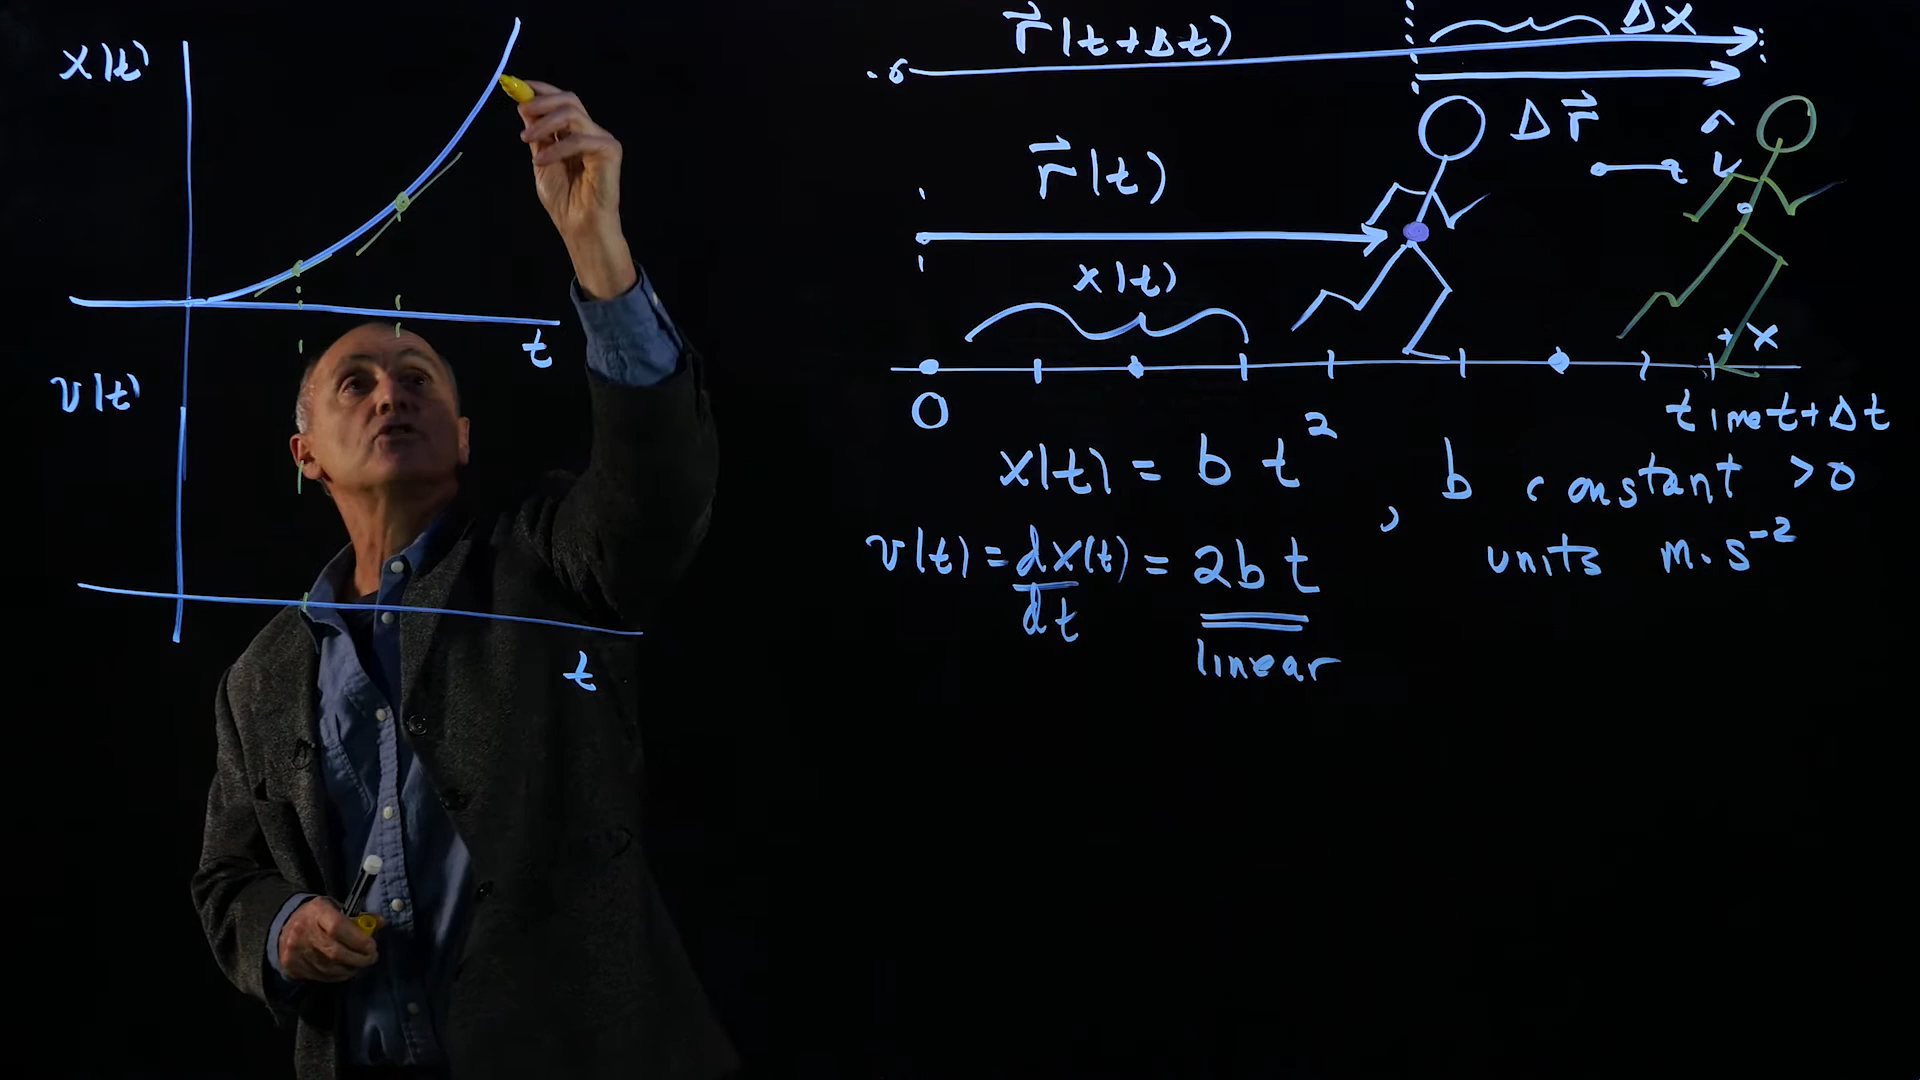 x(t)
t
v(t)
t
r⃗(t+Δt)
Δx
Δr⃗
r⃗(t)
x(t)
+x
0
time t+Δt
x(t) = b t²
, b constant >0
units m·s⁻²
v(t) = dx(t)/dt = 2b t
linear